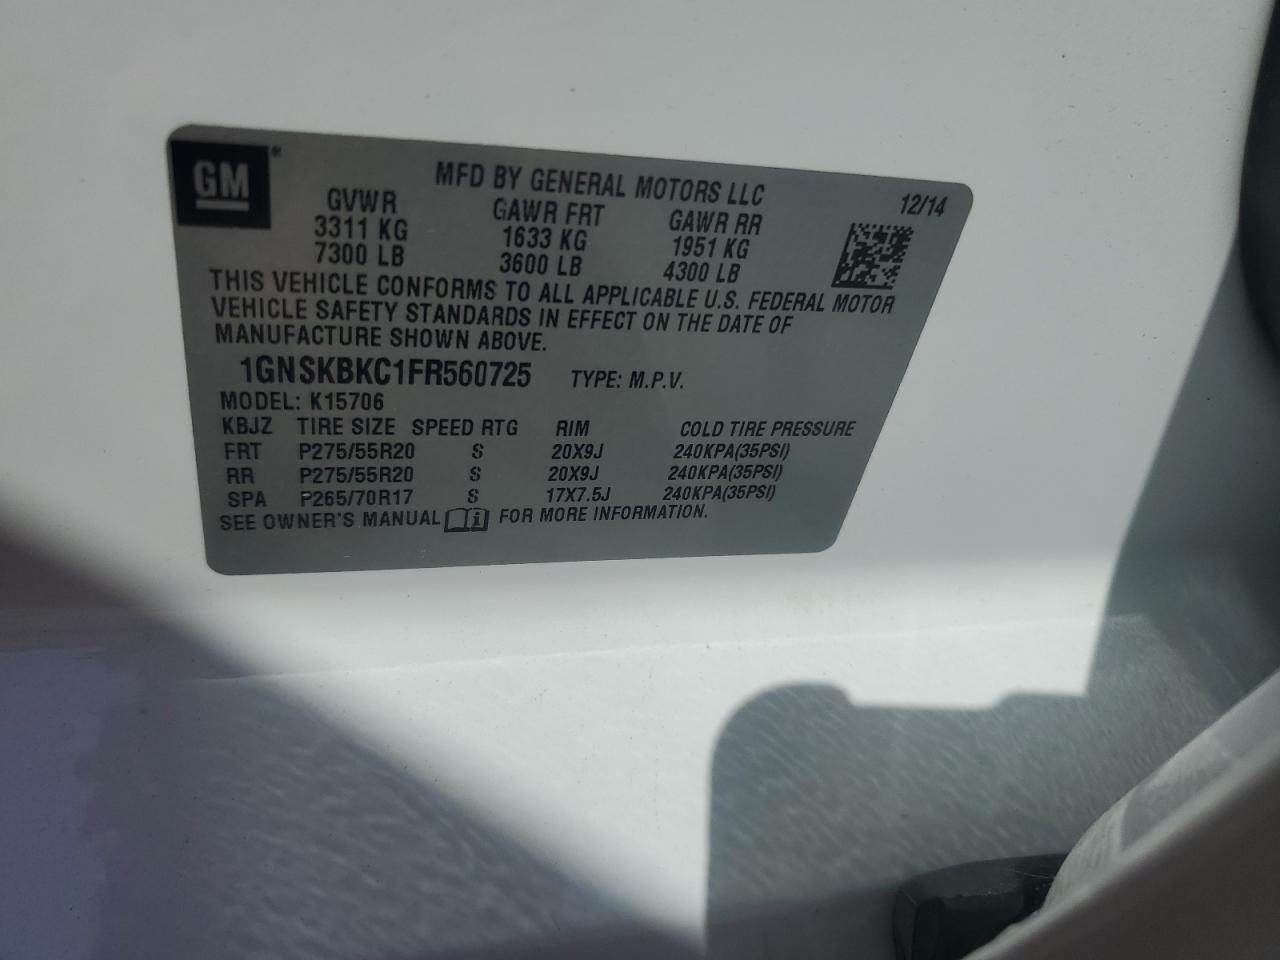 GM®
MFD BY GENERAL MOTORS LLC 12/14
GVWR GAWR FRT GAWR RR
3311 KG 1633 KG 1951 KG
7300 LB 3600 LB 4300 LB
THIS VEHICLE CONFORMS TO ALL APPLICABLE U.S. FEDERAL MOTOR
VEHICLE SAFETY STANDARDS IN EFFECT ON THE DATE OF
MANUFACTURE SHOWN ABOVE.
1GNSKBKC1FR560725 TYPE: M.P.V.
MODEL: K15706
KBJZ TIRE SIZE SPEED RTG RIM COLD TIRE PRESSURE
FRT P275/55R20 S 20X9J 240KPA(35PSI)
RR P275/55R20 S 20X9J 240KPA(35PSI)
SPA P265/70R17 S 17X7.5J 240KPA(35PSI)
SEE OWNER'S MANUAL FOR MORE INFORMATION.